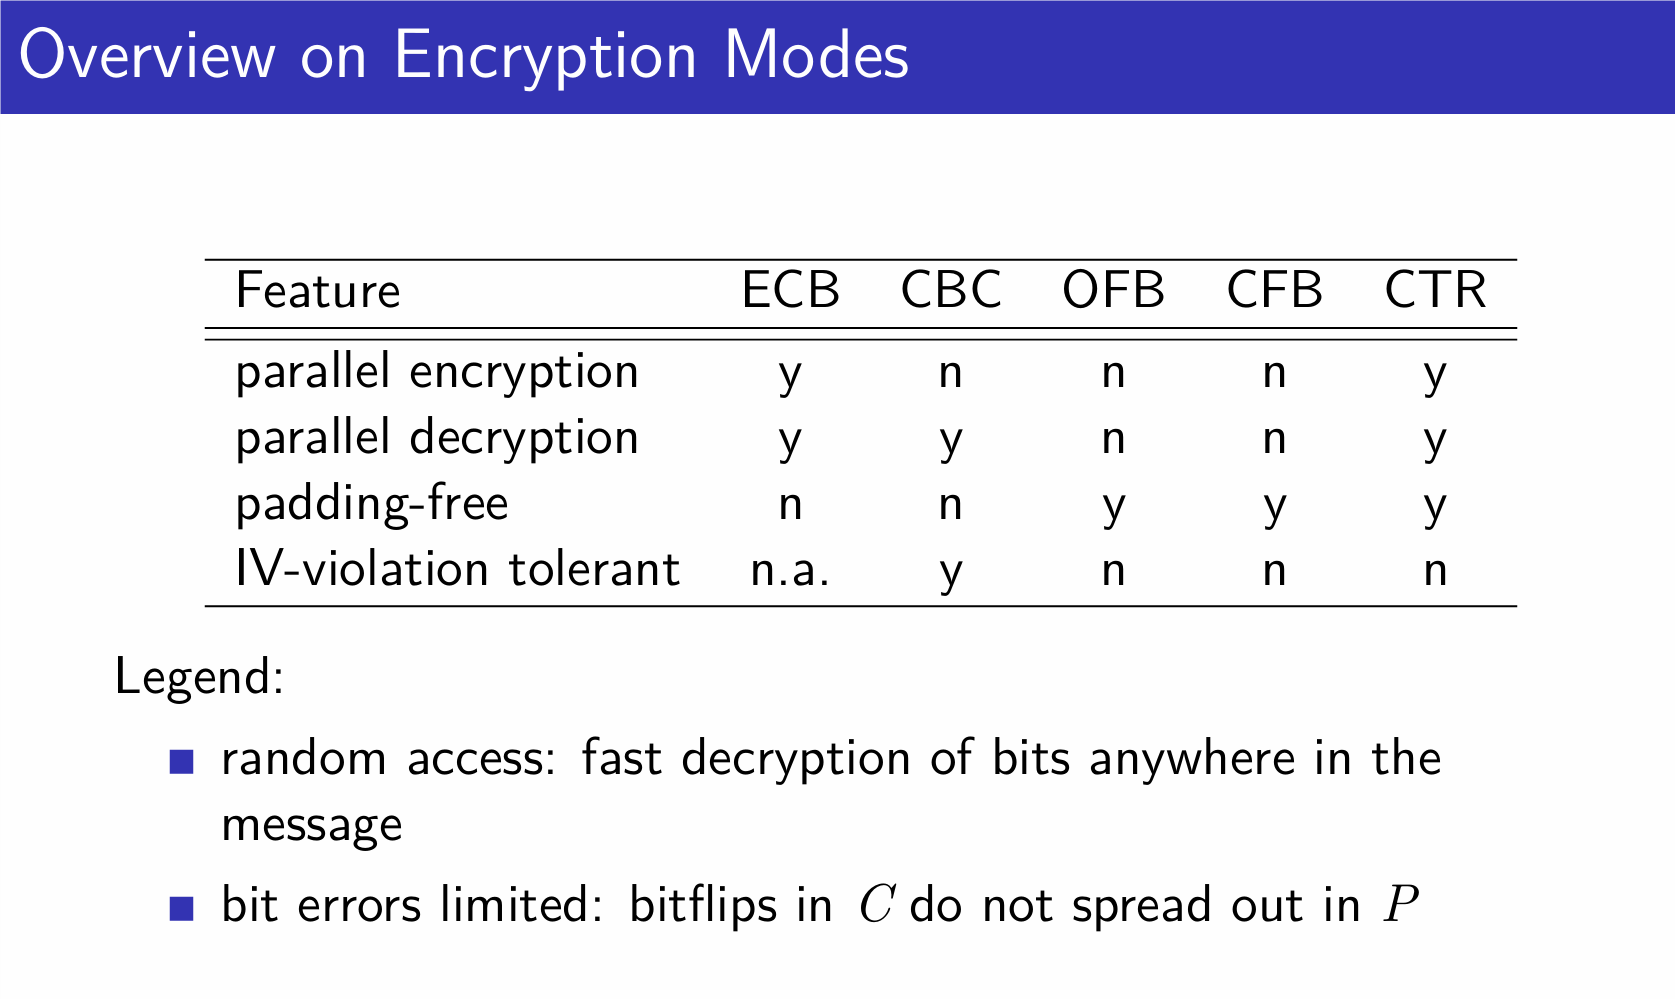 Overview on Encryption Modes
Feature ECB CBC OFB CFB CTR
parallel encryption y n n n y
parallel decryption y y n n y
padding-free n n y y y
IV-violation tolerant n.a. y n n n
Legend:
random access: fast decryption of bits anywhere in the
message
bit errors limited: bitflips in C do not spread out in P